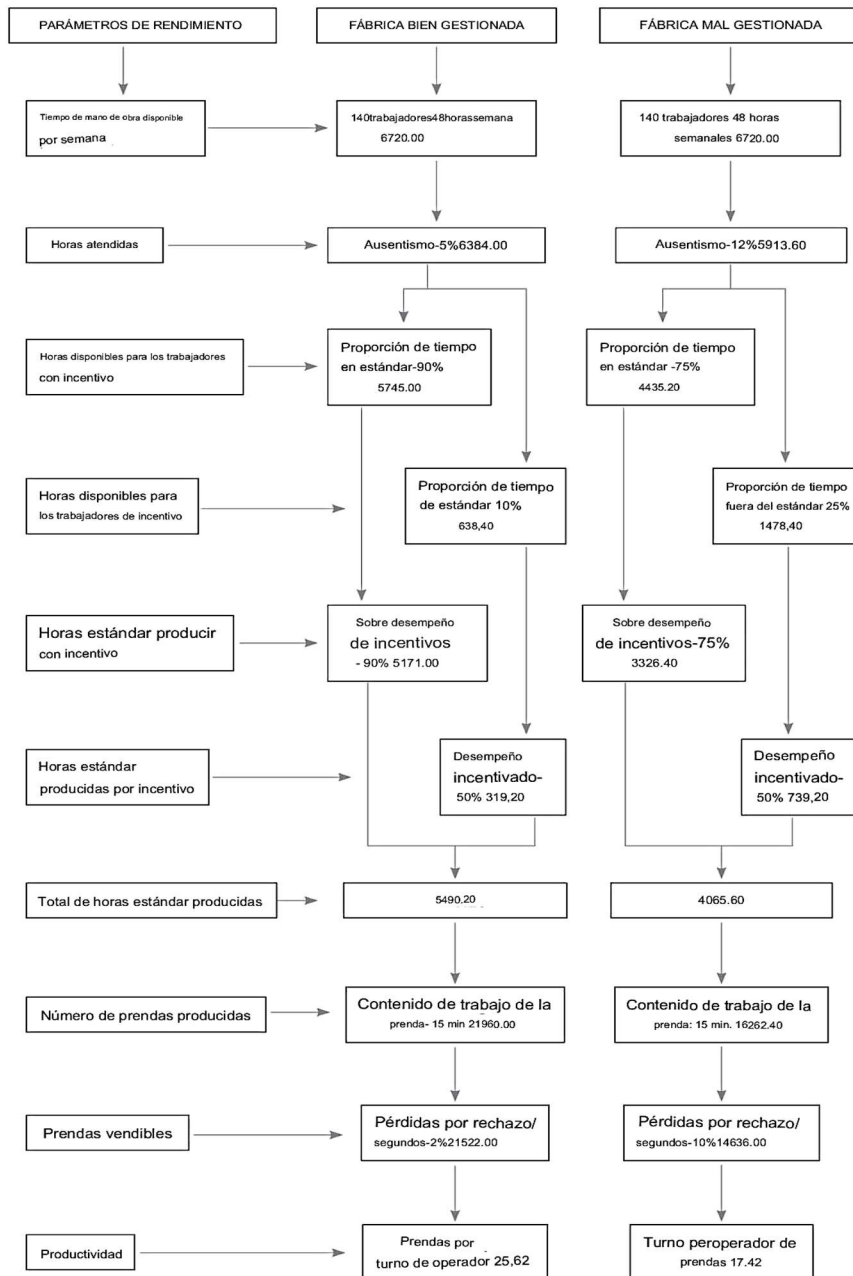 PARÁMETROS DE RENDIMIENTO
FÁBRICA BIEN GESTIONADA
FÁBRICA MAL GESTIONADA
Tiempo de mano de obra disponible
por semana
140trabajadores48horassemana
6720.00
140 trabajadores 48 horas
semanales 6720.00
Horas atendidas
Ausentismo-5%6384.00
Ausentismo-12%5913.60
Horas disponibles para los trabajadores
con incentivo
Proporción de tiempo
en estándar-90%
5745.00
Proporción de tiempo
en estándar -75%
4435.20
Horas disponibles para
los trabajadores de incentivo
Proporción de tiempo
de estándar 10%
638,40
Proporción de tiempo
fuera del estándar 25%
1478,40
Horas estándar producir
con incentivo
Sobre desempeño
de incentivos
- 90% 5171.00
Sobre desempeño
de incentivos-75%
3326.40
Horas estándar
producidas por incentivo
Desempeño
incentivado-
50% 319,20
Desempeño
incentivado-
50% 739,20
Total de horas estándar producidas
5490.20
4065.60
Número de prendas producidas
Contenido de trabajo de la
prenda- 15 min 21960.00
Contenido de trabajo de la
prenda: 15 min. 16262.40
Prendas vendibles
Pérdidas por rechazo/
segundos-2%21522.00
Pérdidas por rechazo/
segundos-10%14636.00
Productividad
Prendas por
turno de operador 25,62
Turno peroperador de
prendas 17.42